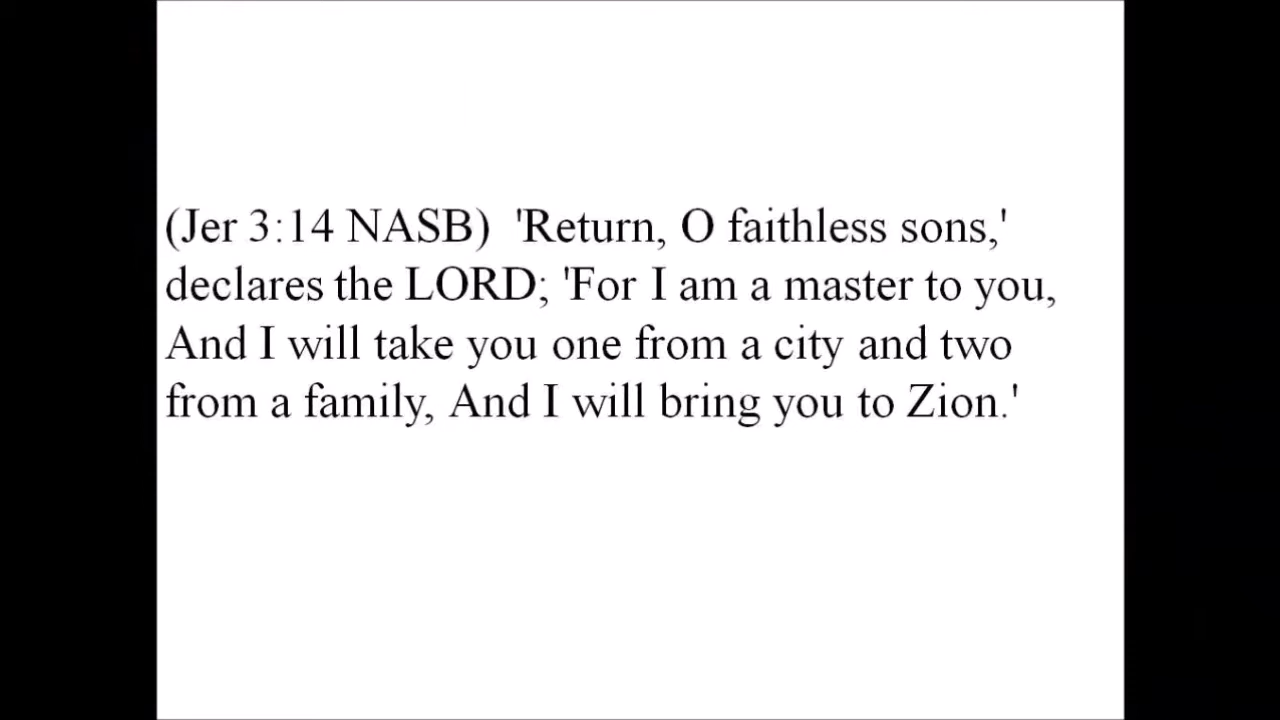 (Jer 3:14 NASB)  'Return, O faithless sons,'
declares the LORD; 'For I am a master to you,
And I will take you one from a city and two
from a family, And I will bring you to Zion.'